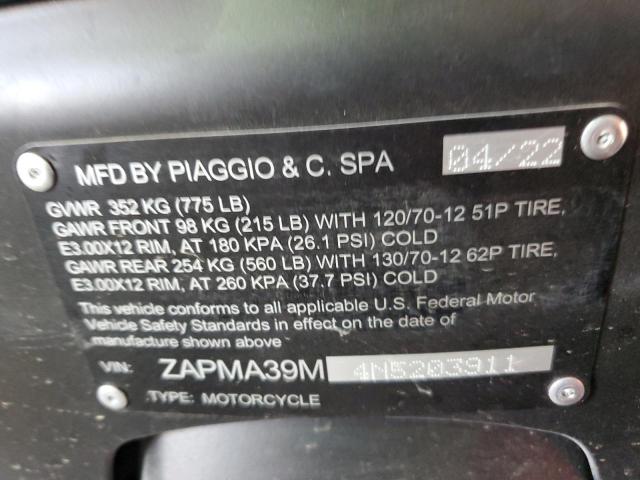 MFD BY PIAGGIO & C. SPA 04/22
GVWR 352 KG (775 LB)
GAWR FRONT 98 KG (215 LB) WITH 120/70-12 51P TIRE,
E3.00X12 RIM, AT 180 KPA (26.1 PSI) COLD
GAWR REAR 254 KG (560 LB) WITH 130/70-12 62P TIRE,
E3.00X12 RIM, AT 260 KPA (37.7 PSI) COLD
This vehicle conforms to all applicable U.S. Federal Motor
Vehicle Safety Standards in effect on the date of
manufacture shown above
VIN: ZAPMA39M 4N5203911
TYPE: MOTORCYCLE